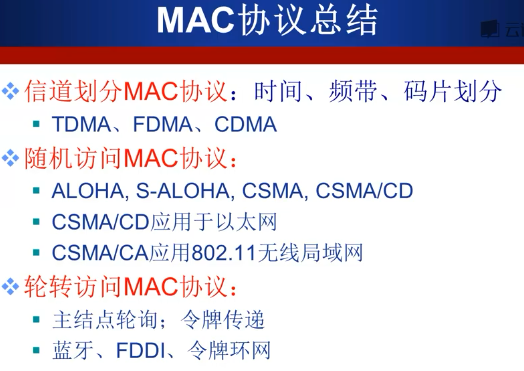 MAC协议总结
信道划分MAC协议：时间、频带、码片划分
TDMA、FDMA、CDMA
随机访问MAC协议：
ALOHA, S-ALOHA, CSMA, CSMA/CD
CSMA/CD应用于以太网
CSMA/CA应用802.11无线局域网
轮转访问MAC协议：
主结点轮询；令牌传递
蓝牙、FDDI、令牌环网